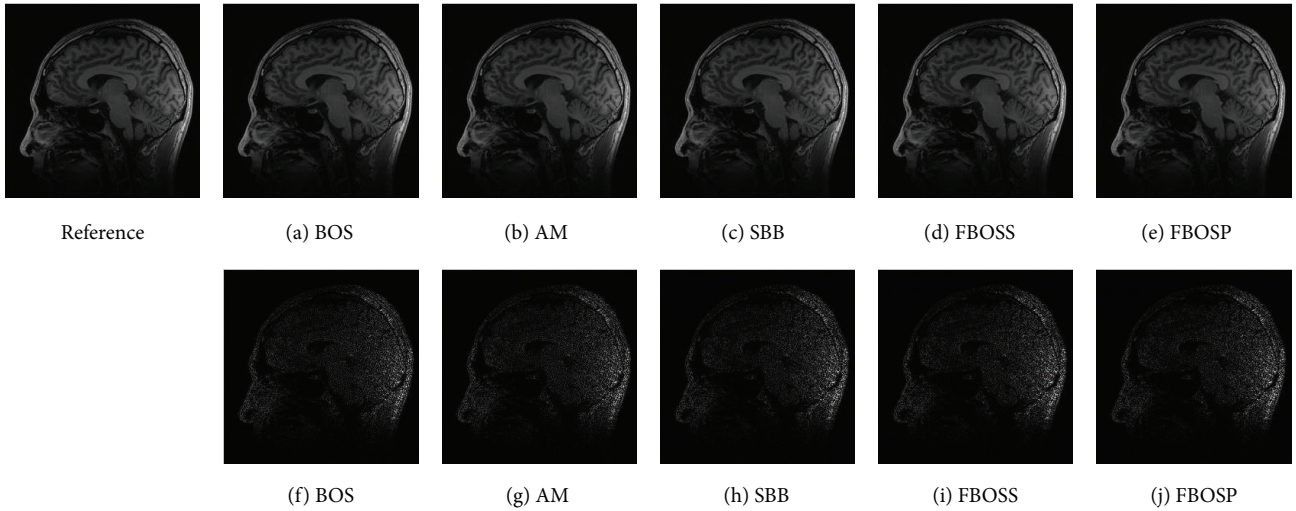 Reference
(a) BOS
(b) AM
(c) SBB
(d) FBOSS
(e) FBOSP
(f) BOS
(g) AM
(h) SBB
(i) FBOSS
(j) FBOSP